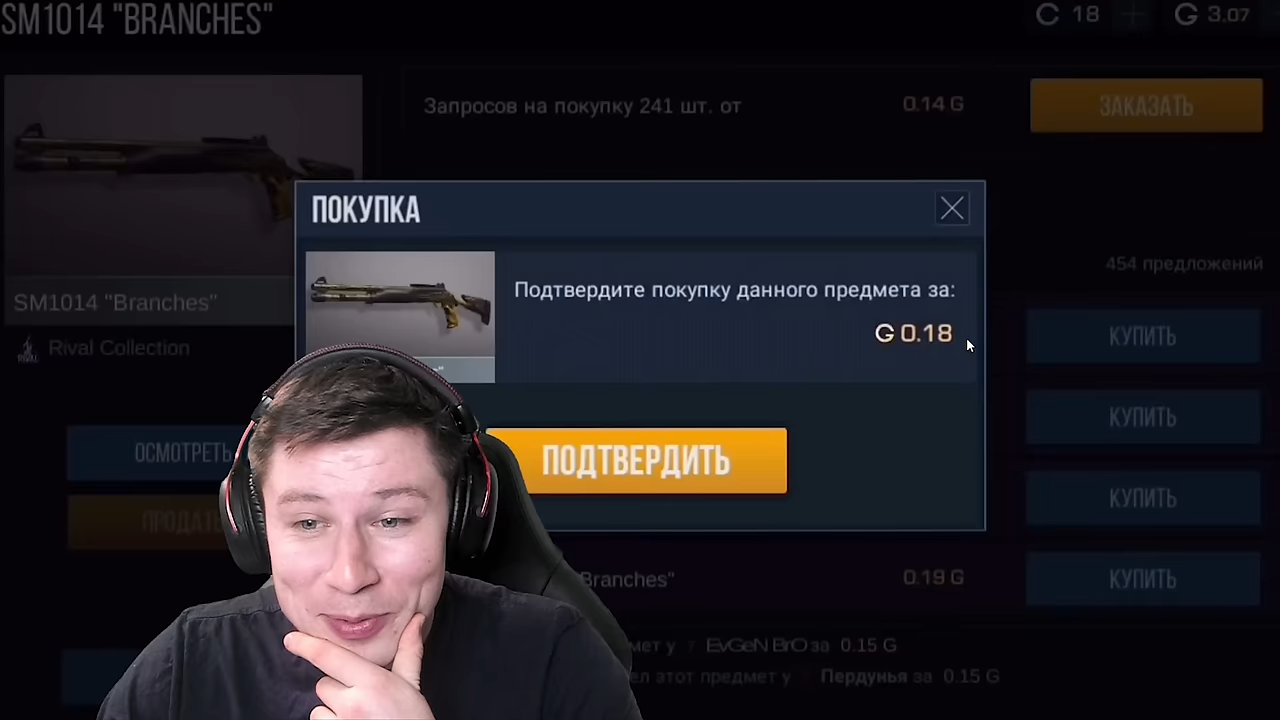 SM1014 "BRANCHES"
18
G 3.07
Запросов на покупку 241 шт. от
0.14 G
ЗАКАЗАТЬ
ПОКУПКА
454 предложений
SM1014 "Branches"
Подтвердите покупку данного предмета за:
G 0.18
КУПИТЬ
RIVAL Rival Collection
КУПИТЬ
ОСМОТРЕТЬ
ПОДТВЕРДИТЬ
КУПИТЬ
ПРОДАТЬ
Branches"
0.19 G
КУПИТЬ
мет у EvGeN BrO за 0.15 G
ел этот предмет у Пердунья за 0.15 G